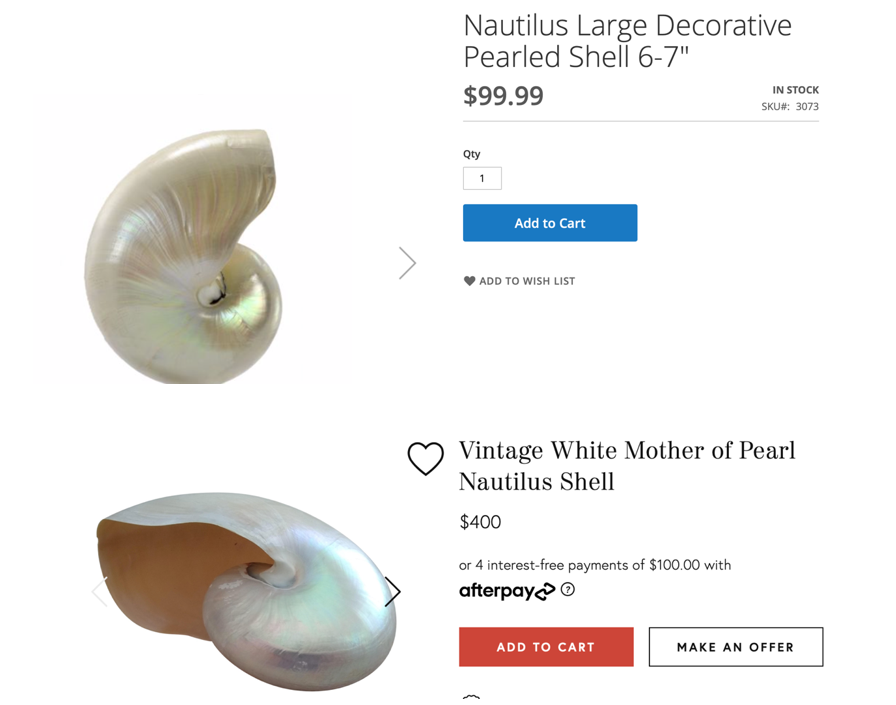 Nautilus Large Decorative
Pearled Shell 6-7"
$99.99
IN STOCK
SKU#: 3073
Qty
1
Add to Cart
ADD TO WISH LIST
Vintage White Mother of Pearl
Nautilus Shell
$400
or 4 interest-free payments of $100.00 with
afterpay
?
ADD TO CART
MAKE AN OFFER